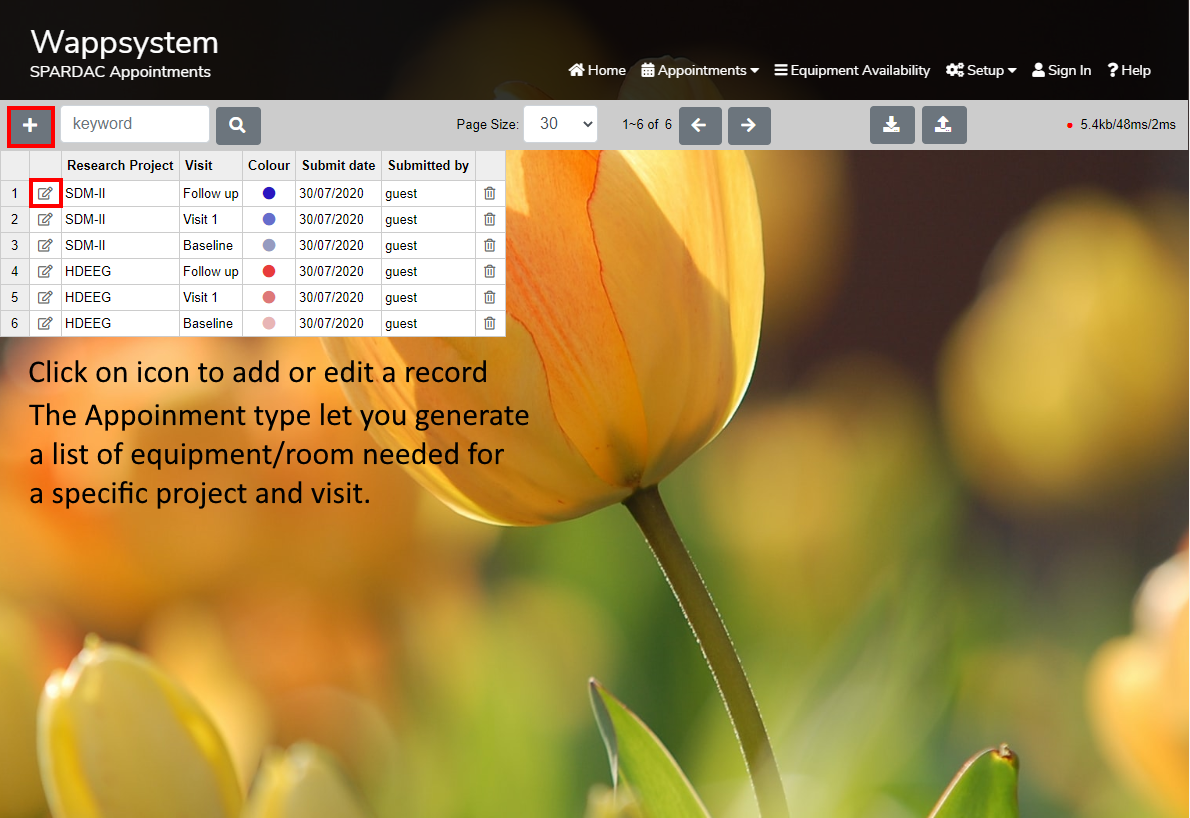 Wappsystem
SPARDAC Appointments
Home Appointments Equipment Availability Setup Sign In Help
keyword Page Size: 30 1~6 of 6 5.4kb/48ms/2ms
Research Project Visit Colour Submit date Submitted by
1 SDM-II Follow up 30/07/2020 guest
2 SDM-II Visit 1 30/07/2020 guest
3 SDM-II Baseline 30/07/2020 guest
4 HDEEG Follow up 30/07/2020 guest
5 HDEEG Visit 1 30/07/2020 guest
6 HDEEG Baseline 30/07/2020 guest
Click on icon to add or edit a record
The Appoinment type let you generate
a list of equipment/room needed for
a specific project and visit.